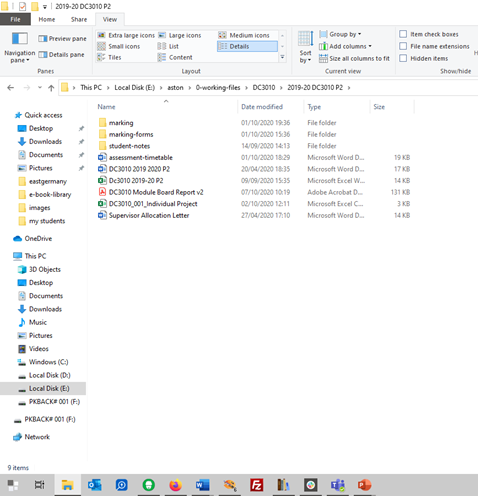 2019-20 DC3010 P2
File Home Share View
Navigation pane
Preview pane
Details pane
Panes
Extra large icons Large icons Medium icons
Small icons List Details
Tiles Content
Layout
Sort by
Group by
Add columns
Size all columns to fit
Current view
Item check boxes
File name extensions
Hidden items
Show/hide
This PC > Local Disk (E:) > aston > 0-working-files > DC3010 > 2019-20 DC3010 P2 >
Name Date modified Type Size
marking 01/10/2020 19:36 File folder
marking-forms 01/10/2020 15:36 File folder
student-notes 14/09/2020 14:13 File folder
assessment-timetable 01/10/2020 18:29 Microsoft Word D... 19 KB
DC3010 2019 2020 P2 20/04/2020 18:35 Microsoft Word D... 17 KB
Dc3010 2019-20 P2 09/09/2020 15:35 Microsoft Excel W... 14 KB
DC3010 Module Board Report v2 07/10/2020 10:19 Adobe Acrobat D... 131 KB
DC3010_001_Individual Project 02/10/2020 12:11 Microsoft Excel C... 3 KB
Supervisor Allocation Letter 27/04/2020 17:10 Microsoft Word D... 14 KB
Quick access
Desktop
Downloads
Documents
Pictures
eastgermany
e-book-library
images
my students
OneDrive
This PC
3D Objects
Desktop
Documents
Downloads
Music
Pictures
Videos
Windows (C:)
Local Disk (D:)
Local Disk (E:)
PKBACK# 001 (F:)
PKBACK# 001 (F:)
Network
9 items